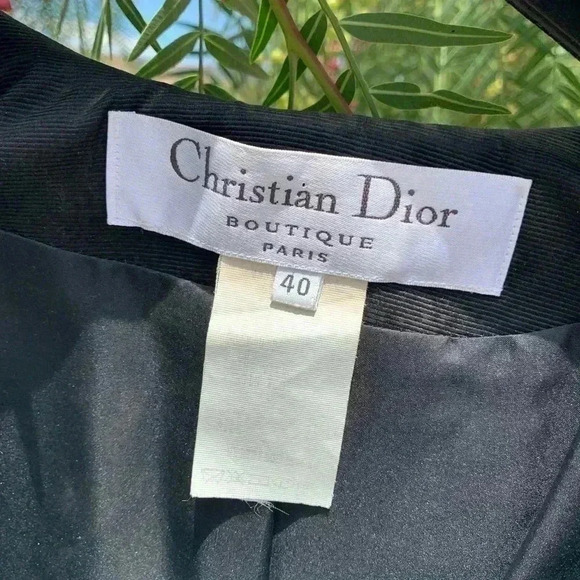 Christian Dior
BOUTIQUE
PARIS
40